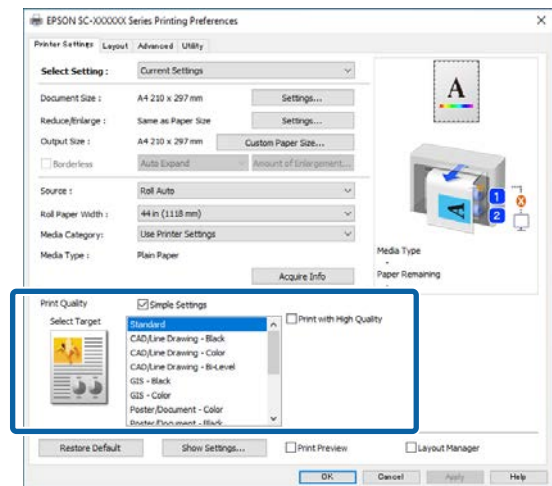 EPSON SC-XXXXXX Series Printing Preferences
Printer Settings Layout Advanced Utility
Select Setting : Current Settings
Document Size : A4 210 x 297 mm Settings...
Reduce/Enlarge : Same as Paper Size Settings...
Output Size : A4 210 x 297 mm Custom Paper Size...
Borderless Auto Expand Amount of Enlargement...
Source : Roll Auto
Roll Paper Width : 44 in (1118 mm)
Media Category: Use Printer Settings
Media Type : Plain Paper
Acquire Info
A
A
1
2
Media Type
-
Paper Remaining
-
Print Quality Simple Settings
Select Target
Standard
CAD/Line Drawing - Black
CAD/Line Drawing - Color
CAD/Line Drawing - Bi-Level
GIS - Black
GIS - Color
Poster/Document - Color
Poster/Document - Black
Print with High Quality
Restore Default Show Settings... Print Preview Layout Manager
OK Cancel Apply Help